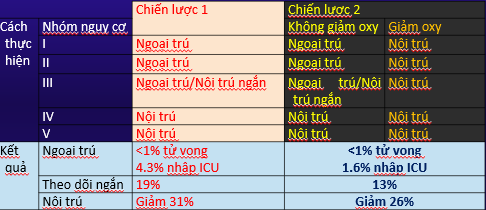 Cách thực hiện Nhóm nguy cơ Chiến lược 1 Chiến lược 2
Không giảm oxy Giảm oxy
I Ngoại trú Ngoại trú Nội trú
II Ngoại trú Ngoại trú Nội trú
III Ngoại trú/Nội trú ngắn Ngoại trú/Nội trú ngắn Nội trú
IV Nội trú Nội trú Nội trú
V Nội trú Nội trú Nội trú
Kết quả Ngoại trú <1% tử vong <1% tử vong
4.3% nhập ICU 1.6% nhập ICU
Theo dõi ngắn 19% 13%
Nội trú Giảm 31% Giảm 26%